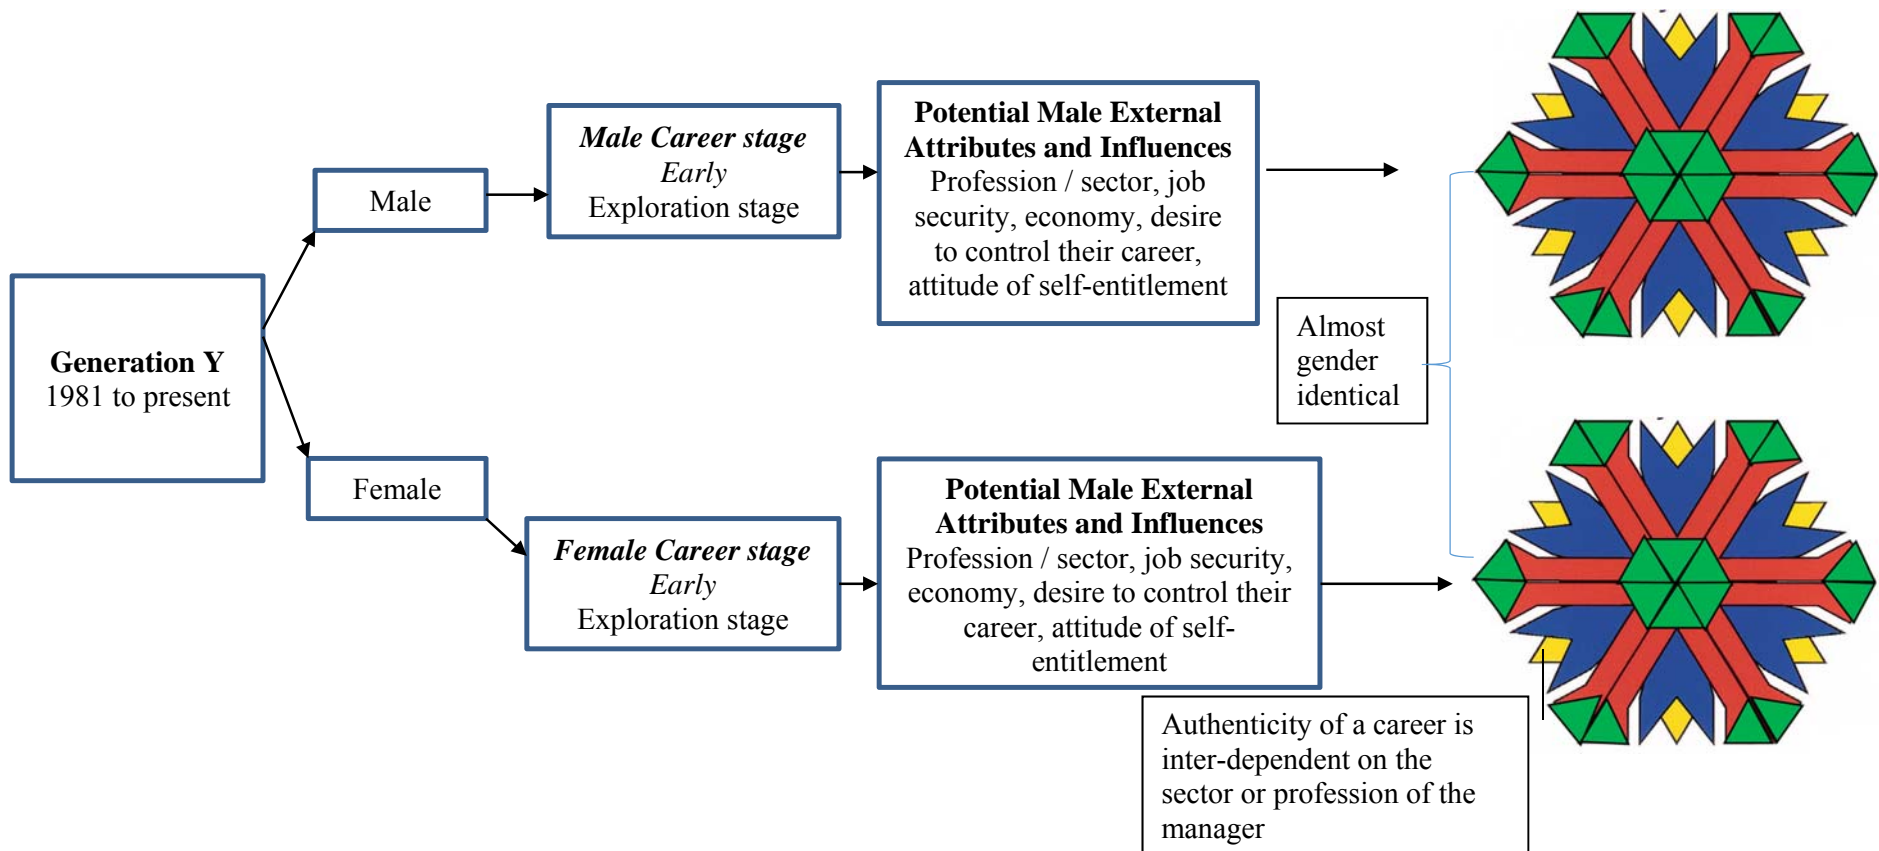 Generation Y
1981 to present
Male
Male Career stage
Early
Exploration stage
Potential Male External
Attributes and Influences
Profession / sector, job
security, economy, desire
to control their career,
attitude of self-entitlement
Almost
gender
identical
Female
Female Career stage
Early
Exploration stage
Potential Male External
Attributes and Influences
Profession / sector, job security,
economy, desire to control their
career, attitude of self-
entitlement
Authenticity of a career is
inter-dependent on the
sector or profession of the
manager